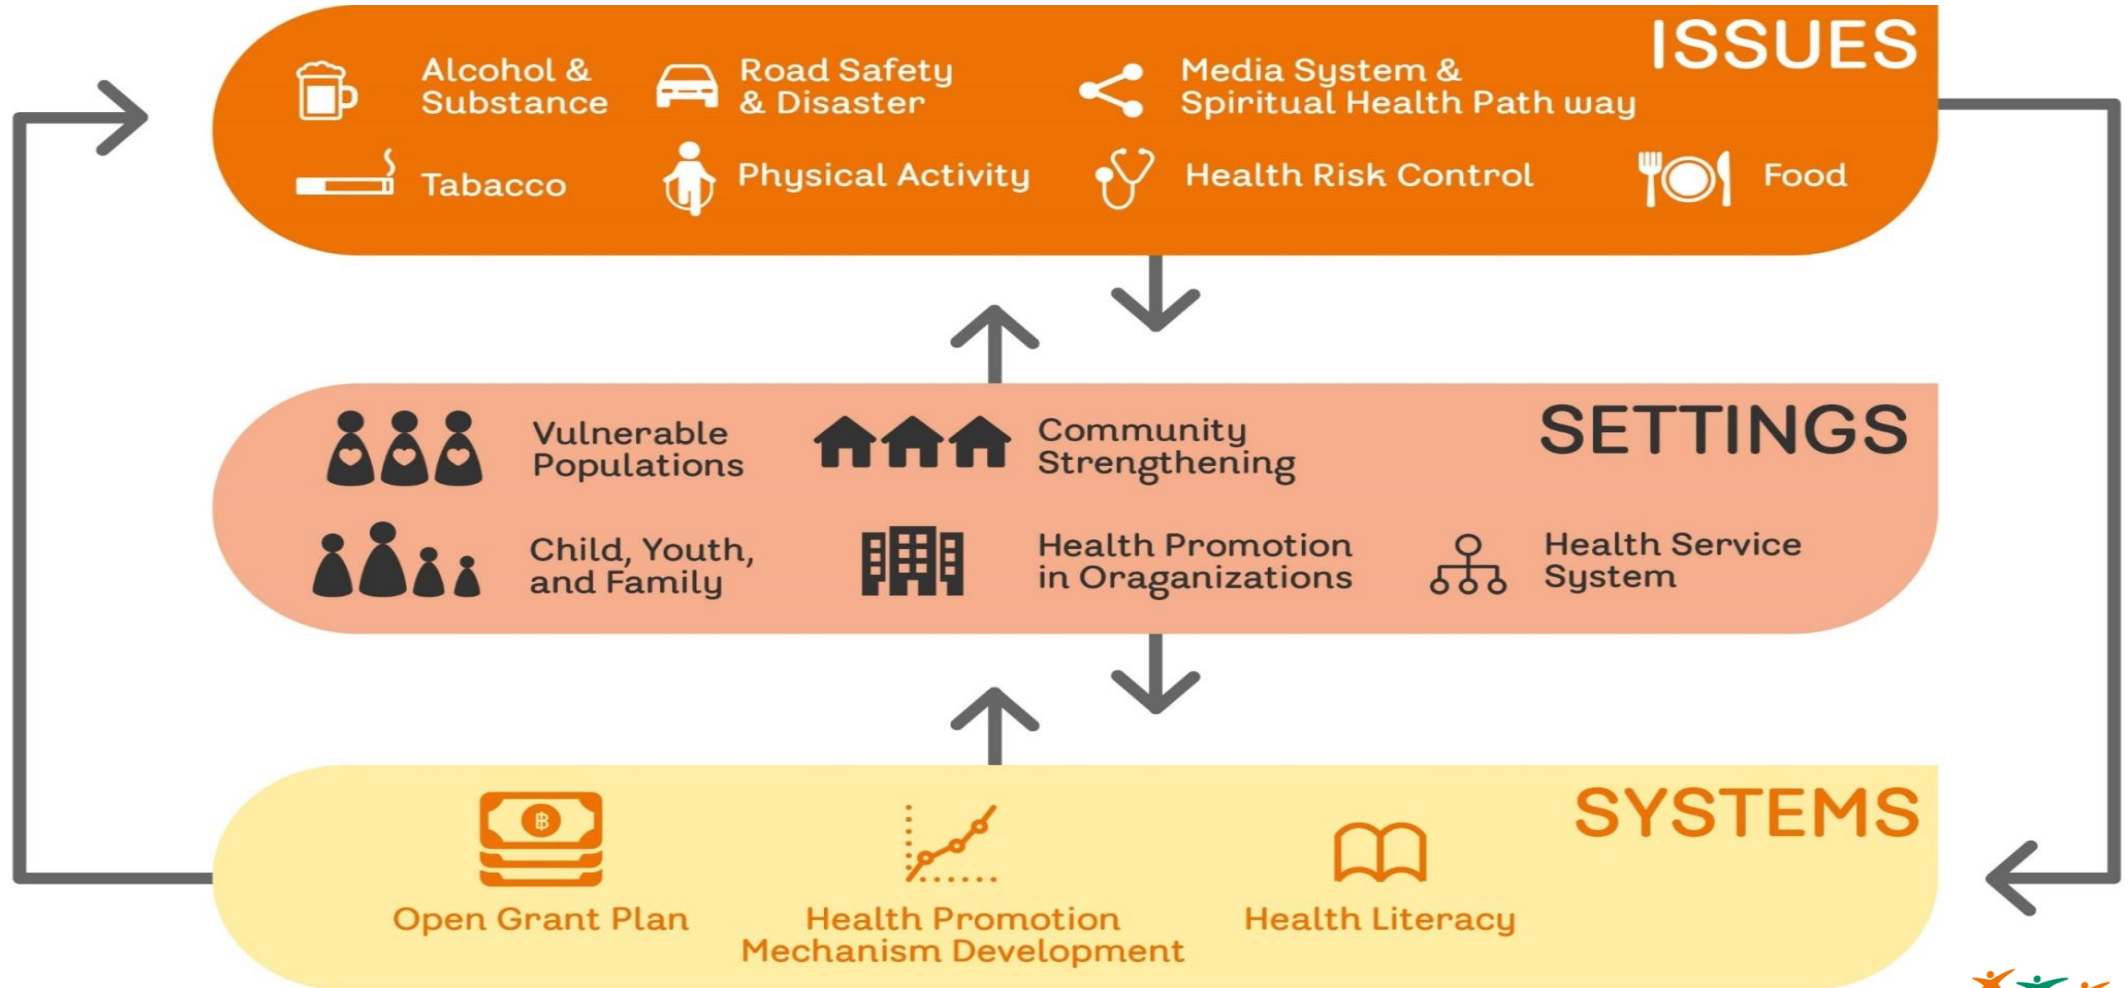 ISSUES
Alcohol &
Substance
Road Safety
& Disaster
Media System &
Spiritual Health Path way
Tabacco
Physical Activity
Health Risk Control
Food
SETTINGS
Vulnerable
Populations
Community
Strengthening
Child, Youth,
and Family
Health Promotion
in Oraganizations
Health Service
System
SYSTEMS
฿
Open Grant Plan
Health Promotion
Mechanism Development
Health Literacy